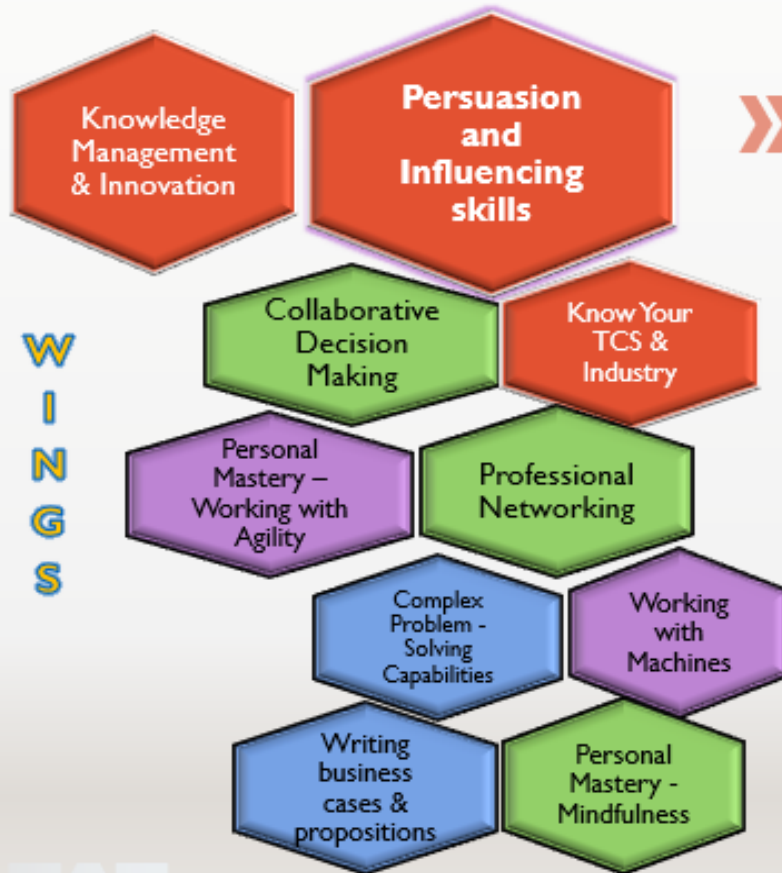 Knowledge
Management
& Innovation
Persuasion
and
Influencing
skills
Collaborative
Decision
Making
Know Your
TCS &
Industry
W
I
N
G
S
Personal
Mastery –
Working with
Agility
Professional
Networking
Complex
Problem -
Solving
Capabilities
Working
with
Machines
Writing
business
cases &
propositions
Personal
Mastery -
Mindfulness